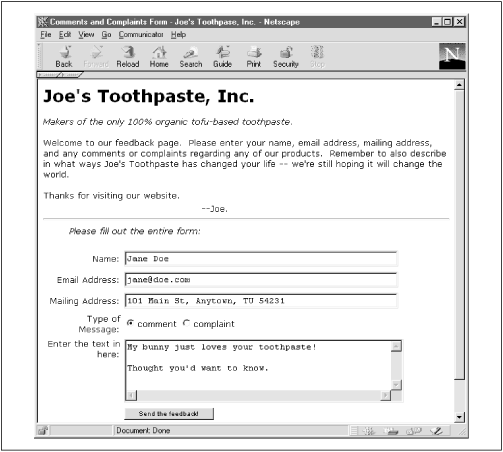 Comments and Complaints Form - Joe's Toothpase, Inc. - Netscape
File Edit View Go Communicator Help
Back Forward Reload Home Search Guide Print Security Stop
N
Joe's Toothpaste, Inc.
Makers of the only 100% organic tofu-based toothpaste.
Welcome to our feedback page. Please enter your name, email address, mailing address,
and any comments or complaints regarding any of our products. Remember to also describe
in what ways Joe's Toothpaste has changed your life -- we're still hoping it will change the
world.
Thanks for visiting our website.
--Joe.
Please fill out the entire form:
Name: Jane Doe
Email Address: jane@doe.com
Mailing Address: 101 Main St, Anytown, TU 54231
Type of
Message: comment complaint
Enter the text in
here:
My bunny just loves your toothpaste!
Thought you'd want to know.
Send the feedback!
Document: Done